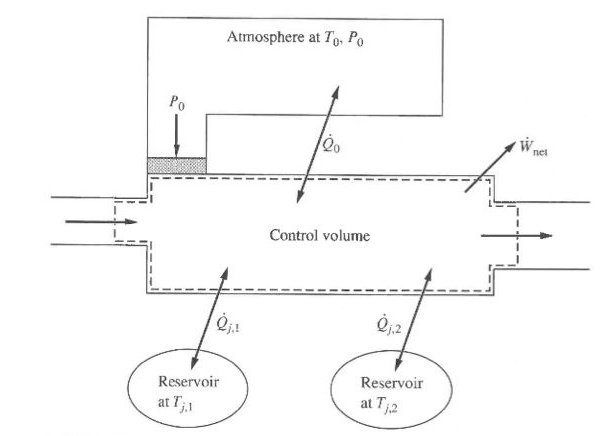 Atmosphere at T₀, P₀
P₀
Q̇₀
Ẇnet
Control volume
Q̇j,1
Q̇j,2
Reservoir
at Tj,1
Reservoir
at Tj,2